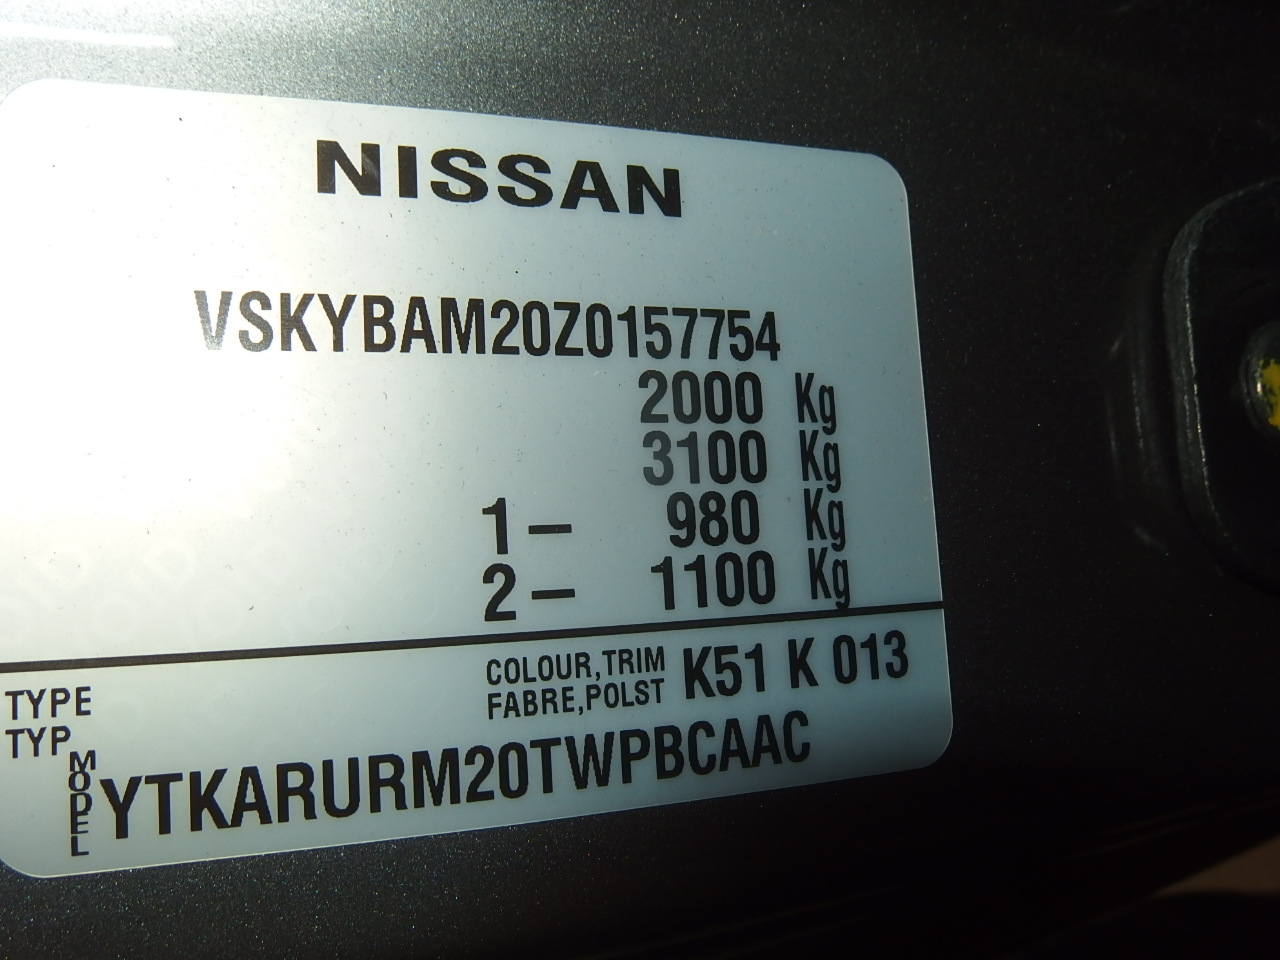 NISSAN
VSKYBAM20Z0157754
2000 Kg
3100 Kg
1- 980 Kg
2- 1100 Kg
COLOUR,TRIM K51 K 013
FABRE,POLST
TYPE
TYP
MODEL YTKARURM20TWPBCAAC